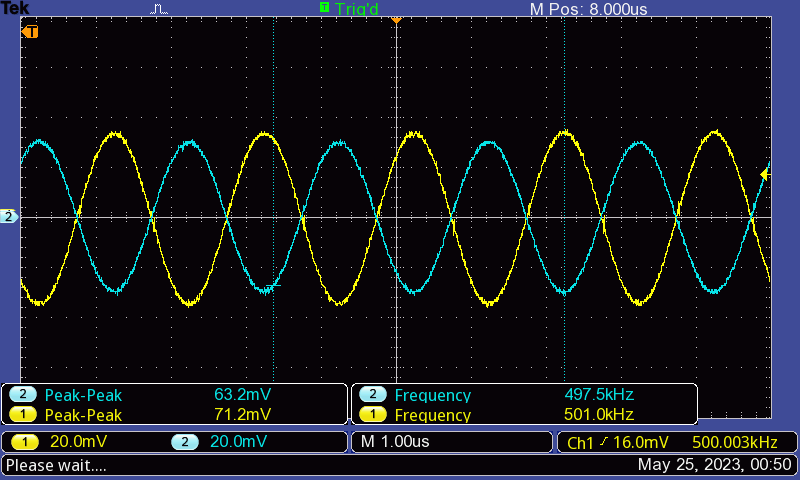 Tek T Trig'd M Pos: 8.000us
T
2
2 Peak-Peak 63.2mV 2 Frequency 497.5kHz
1 Peak-Peak 71.2mV 1 Frequency 501.0kHz
1 20.0mV 2 20.0mV M 1.00us Ch1 16.0mV 500.003kHz
Please wait.... May 25, 2023, 00:50